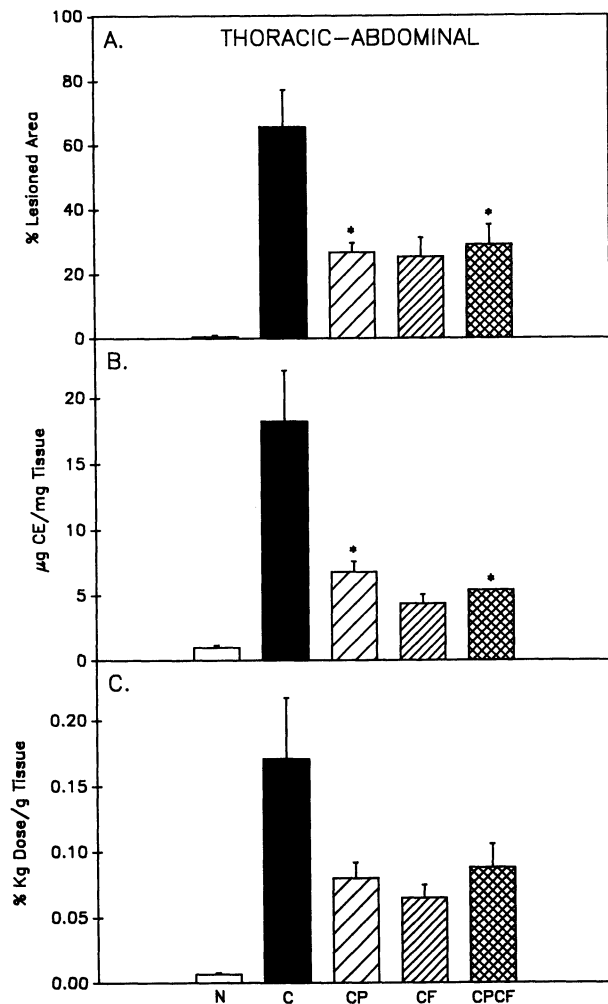 A. THORACIC–ABDOMINAL
% Lesioned Area
100
80
60
40
20
0
*
*
B.
µg CE/mg Tissue
20
15
10
5
0
*
*
C.
% Kg Dose/g Tissue
0.20
0.15
0.10
0.05
0.00
N C CP CF CPCF